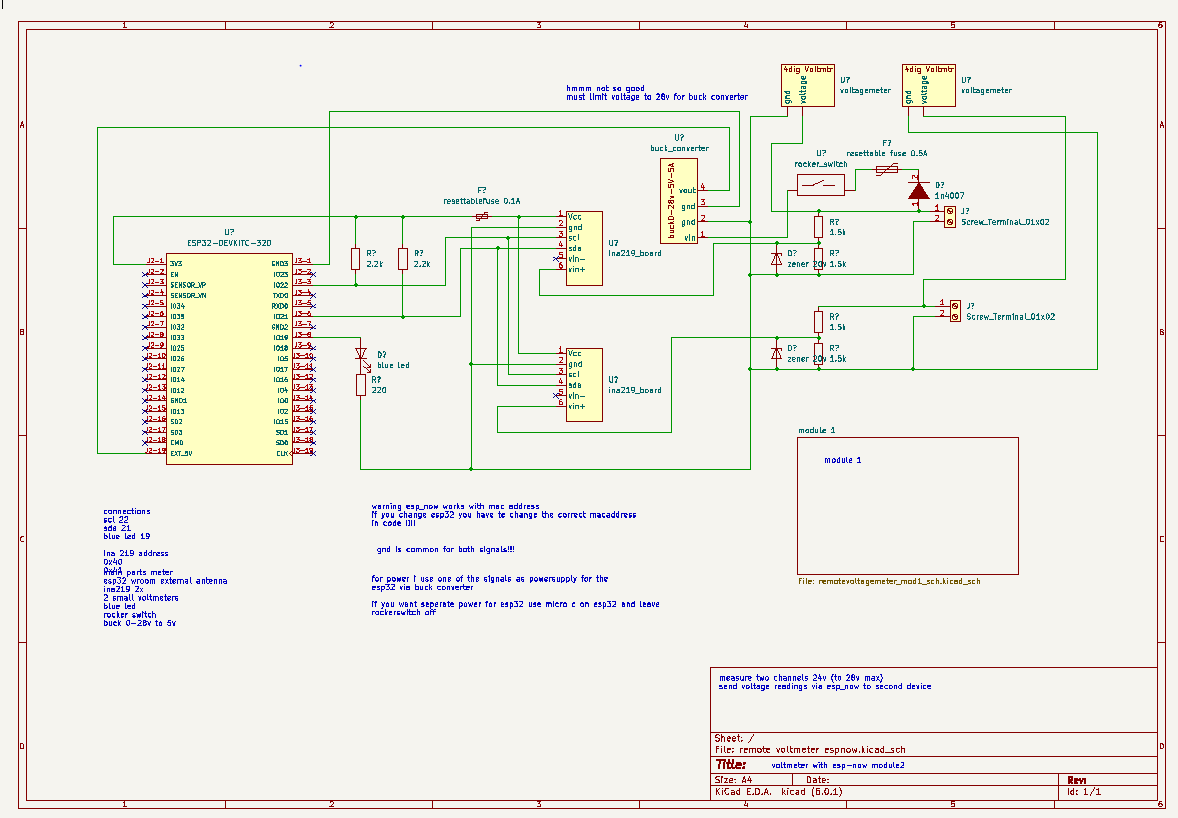 1 2 3 4 5 6
A
B
C
D
hmmm not so good
must limit voltage to 28v for buck converter
4dig Voltmtr
gnd
voltage
U?
voltagemeter
4dig Voltmtr
gnd
voltage
U?
voltagemeter
U?
buck_converter
buck0-28v-5V-5A
vout 4
gnd 3
gnd 2
vin 1
U?
rocker_switch
F?
resettable fuse 0.5A
2
1
D?
1n4007
1
2
J?
Screw_Terminal_01x02
R?
1.5k
D?
zener 20v
R?
1.5k
1
2
J?
Screw_Terminal_01x02
R?
1.5k
D?
zener 20v
R?
1.5k
F?
resettablefuse 0.1A
1 Vcc
2 gnd
3 scl
4 sda
5 vin-
6 vin+
U?
ina219_board
1 Vcc
2 gnd
3 scl
4 sda
5 vin-
6 vin+
U?
ina219_board
R?
2.2k
R?
2.2k
D?
blue led
R?
220
U?
ESP32-DEVKITC-32D
J2-1 3V3 GND3 J3-1
J2-2 EN IO23 J3-2
J2-3 SENSOR_VP IO22 J3-3
J2-4 SENSOR_VN TXD0 J3-4
J2-5 IO34 RXD0 J3-5
J2-6 IO35 IO21 J3-6
J2-7 IO32 GND2 J3-7
J2-8 IO33 IO19 J3-8
J2-9 IO25 IO18 J3-9
J2-10 IO26 IO5 J3-10
J2-11 IO27 IO17 J3-11
J2-12 IO14 IO16 J3-12
J2-13 IO12 IO4 J3-13
J2-14 GND1 IO0 J3-14
J2-15 IO13 IO2 J3-15
J2-16 SD2 IO15 J3-16
J2-17 SD3 SD1 J3-17
J2-18 CMD SD0 J3-18
J2-19 EXT_5V CLK J3-19
module 1
module 1
File: remotevoltagemeter_mod1_sch.kicad_sch
connections
scl 22
sda 21
blue led 19
ina 219 address
0x40
0x41
main parts meter
esp32 wroom external antenna
ina219 2x
2 small voltmeters
blue led
rocker switch
buck 0-28v to 5v
warning esp_now works with mac address
if you change esp32 you have te change the correct macaddress
in code !!!!
gnd is common for both signals!!!
for power i use one of the signals as powersupply for the
esp32 via buck converter
if you want seperate power for esp32 use micro c on esp32 and leave
rockerswitch off
measure two channels 24v (to 28v max)
send voltage readings via esp_now to second device
Sheet: /
File: remote voltmeter espnow.kicad_sch
Title: voltmeter with esp-now module2
Size: A4 Date: Rev:
KiCad E.D.A. kicad (6.0.1) Id: 1/1
A
B
C
D
1 2 3 4 5 6